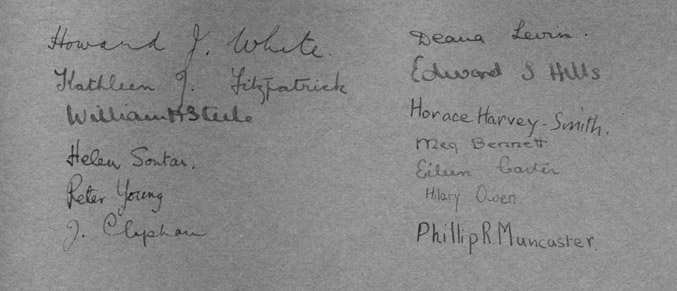 Howard J. White.
Kathleen J. Fitzpatrick
William H Steele
Helen Soutar.
Peter Young
J. Clapham
Deana Levin.
Edward S Hills
Horace Harvey-Smith.
Meg Bennett
Eileen Carter
Hilary Owen
Phillip R. Muncaster.